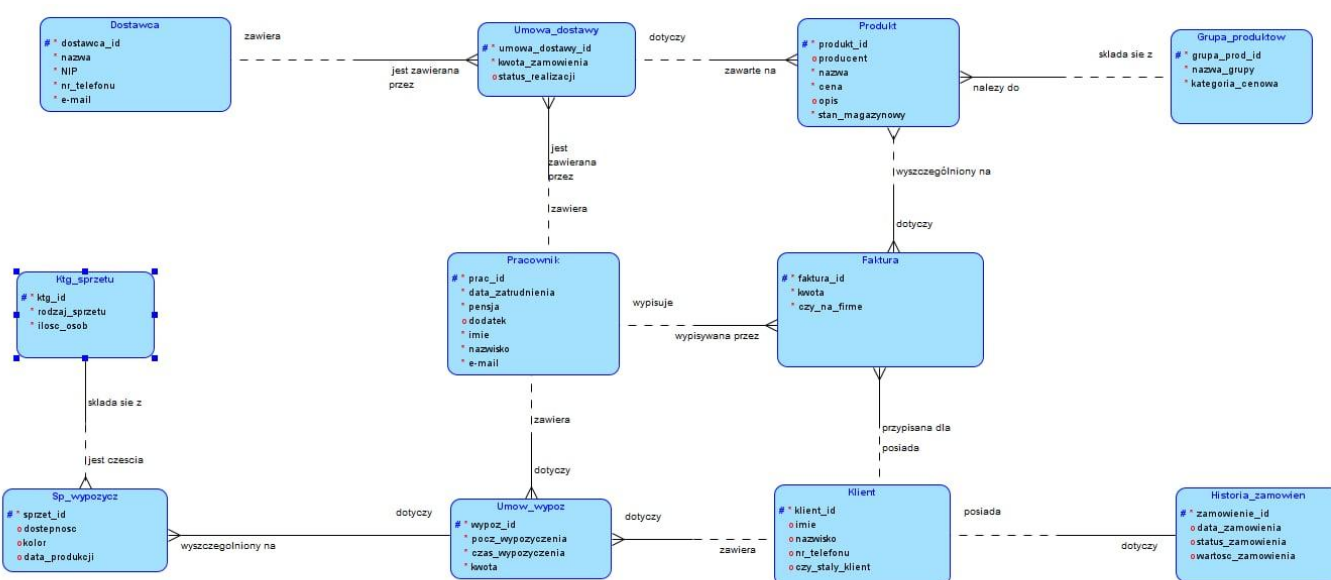 Dostawca
# * dostawca_id
* nazwa
* NIP
* nr_telefonu
* e-mail
zawiera
jest zawierana
przez
Umowa_dostawy
# * umowa_dostawy_id
* kwota_zamowienia
o status_realizacji
dotyczy
zawarte na
Produkt
# * produkt_id
o producent
* nazwa
* cena
o opis
* stan_magazynowy
sklada sie z
nalezy do
Grupa_produktow
# * grupa_prod_id
* nazwa_grupy
* kategoria_cenowa
jest
zawierana
przez
zawiera
wyszczególniony na
dotyczy
Ktg_sprzetu
# * ktg_id
* rodzaj_sprzetu
* ilosc_osob
Pracownik
# * prac_id
* data_zatrudnienia
* pensja
o dodatek
* imie
* nazwisko
* e-mail
wypisuje
wypisywana przez
Faktura
# * faktura_id
* kwota
* czy_na_firme
sklada sie z
jest czescia
zawiera
dotyczy
przypisana dla
posiada
Sp_wypozycz
# * sprzet_id
o dostepnosc
o kolor
o data_produkcji
dotyczy
wyszczegolniony na
Umow_wypoz
# * wypoz_id
* pocz_wypozyczenia
* czas_wypozyczenia
* kwota
dotyczy
zawiera
Klient
# * klient_id
o imie
o nazwisko
o nr_telefonu
o czy_staly_klient
posiada
dotyczy
Historia_zamowien
# * zamowienie_id
o data_zamowienia
o status_zamowienia
o wartosc_zamowienia